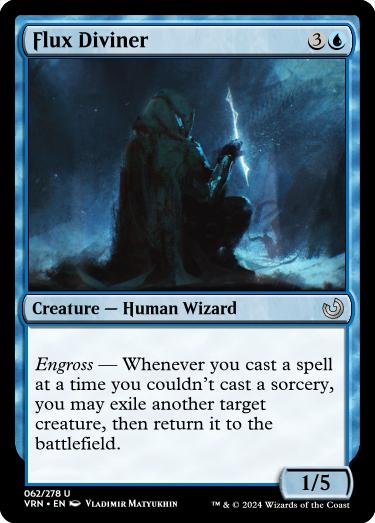 Flux Diviner 3
Creature — Human Wizard
Engross — Whenever you cast a spell
at a time you couldn't cast a sorcery,
you may exile another target
creature, then return it to the
battlefield.
1/5
062/278 U
VRN • EN Vladimir Matyukhin
™ & © 2024 Wizards of the Coast